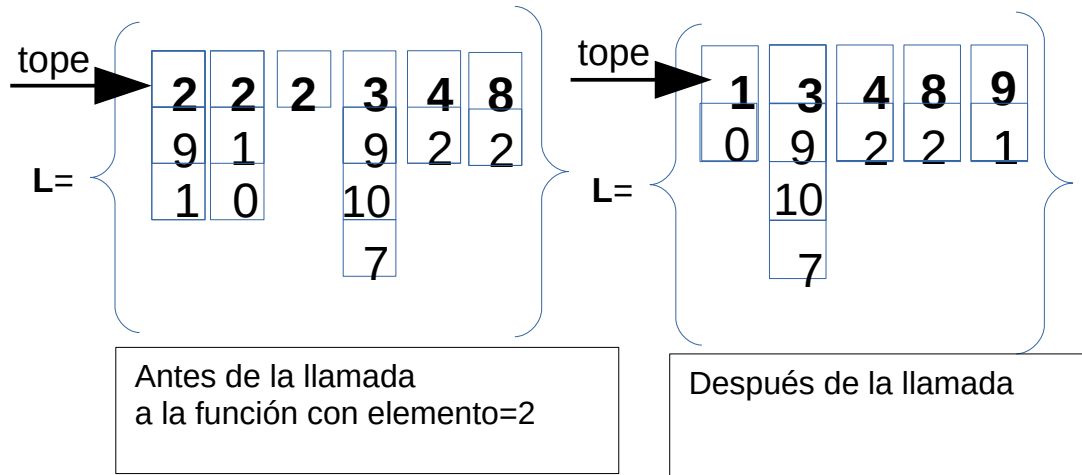 tope
2 2 2 3 4 8
9 1 9 2 2
L=
1 0 10
7
Antes de la llamada
a la función con elemento=2
tope
1 3 4 8 9
0 9 2 2 1
L=
10
7
Después de la llamada